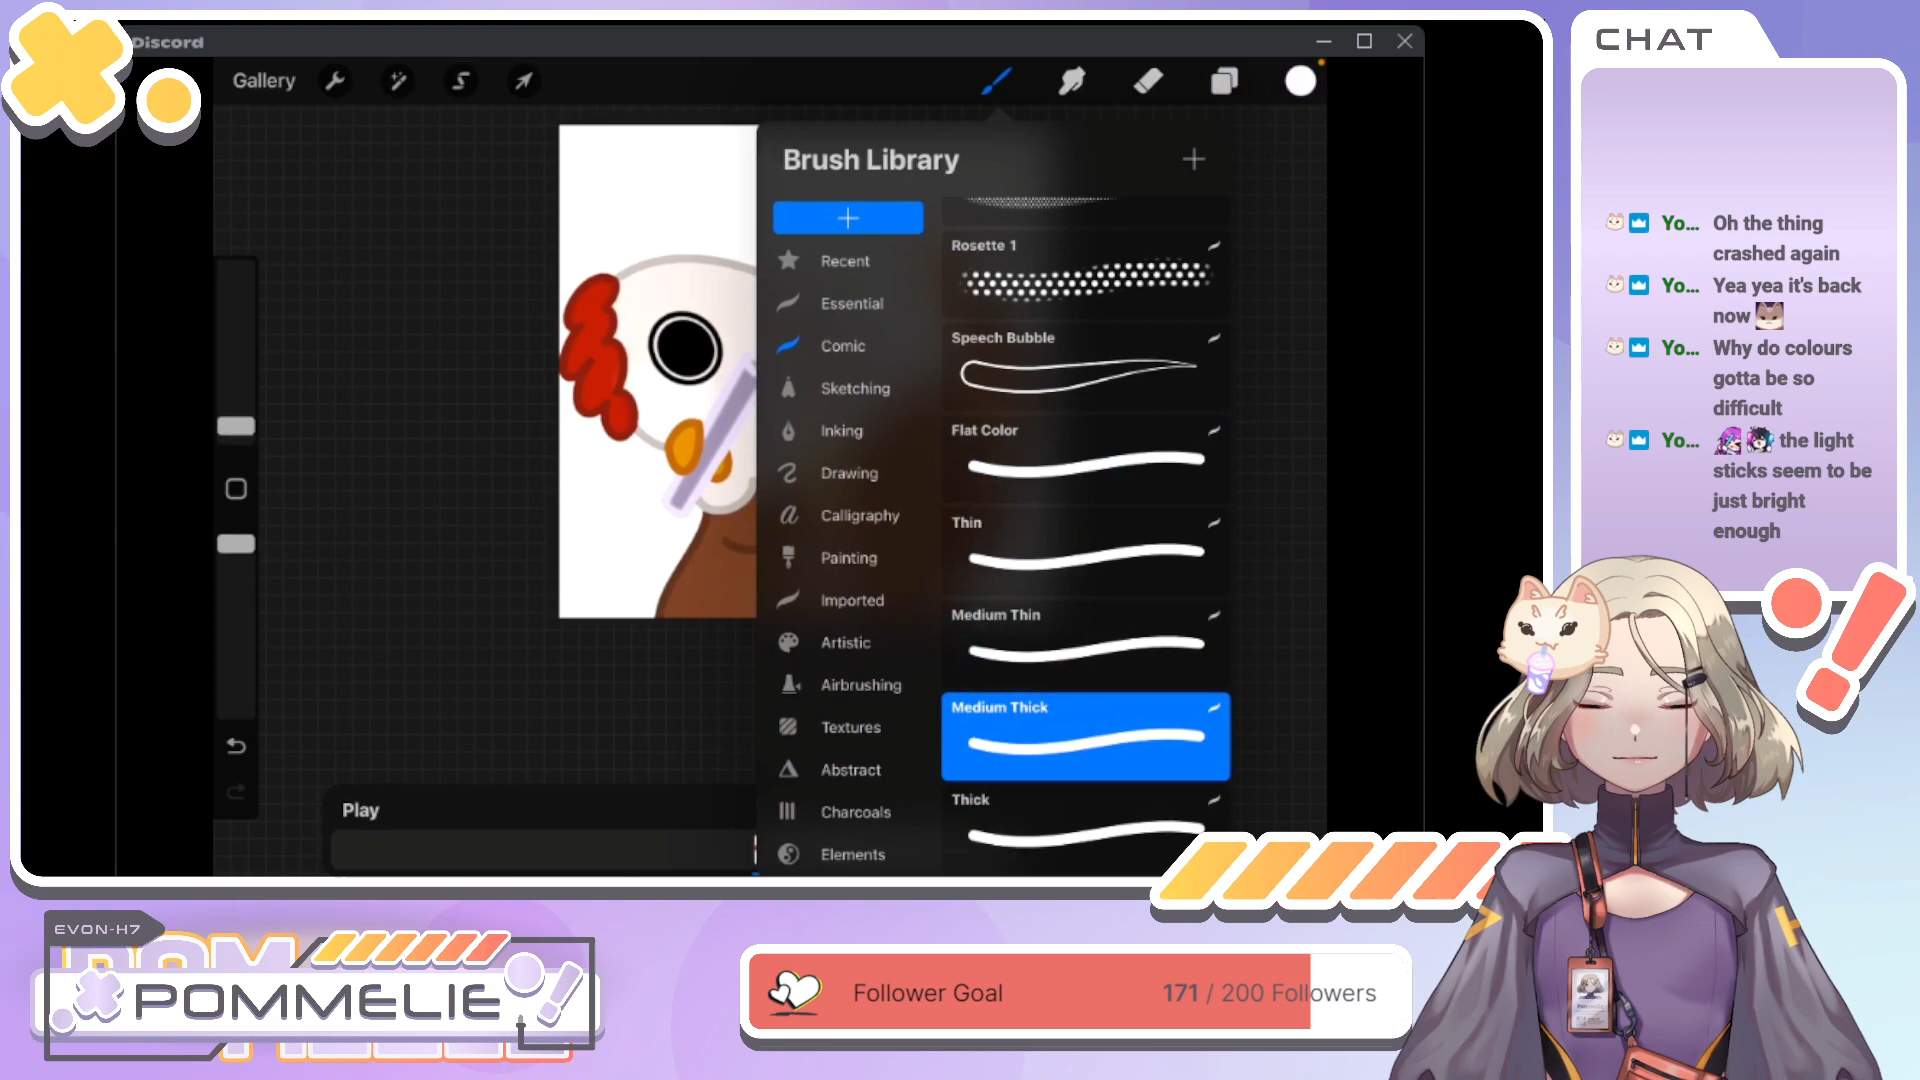 Discord
CHAT
Gallery
Brush Library
Recent
Essential
Comic
Sketching
Inking
Drawing
Calligraphy
Painting
Imported
Artistic
Airbrushing
Textures
Abstract
Charcoals
Elements
Rosette 1
Speech Bubble
Flat Color
Thin
Medium Thin
Medium Thick
Thick
Play
Yo... Oh the thing
crashed again
Yo... Yea yea it's back
now
Yo... Why do colours
gotta be so
difficult
Yo... the light
sticks seem to be
just bright
enough
EVON-H7
POMMELIE
Follower Goal
171 / 200 Followers